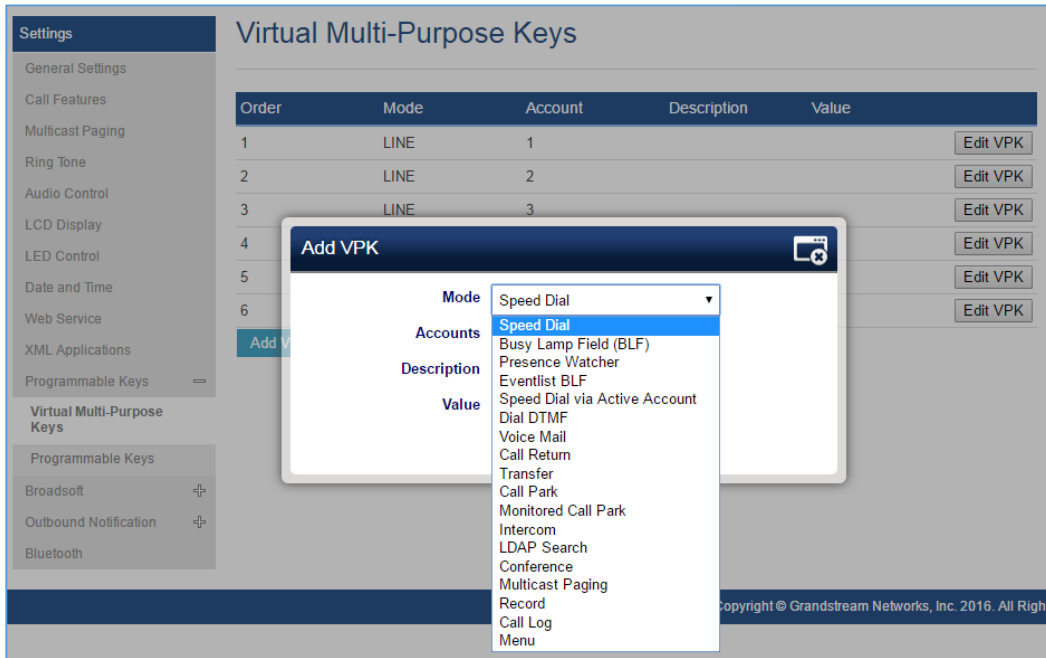 Settings
General Settings
Call Features
Multicast Paging
Ring Tone
Audio Control
LCD Display
LED Control
Date and Time
Web Service
XML Applications
Programmable Keys
Virtual Multi-Purpose
Keys
Programmable Keys
Broadsoft
Outbound Notification
Bluetooth
Virtual Multi-Purpose Keys
Order Mode Account Description Value
1 LINE 1 Edit VPK
2 LINE 2 Edit VPK
3 LINE 3 Edit VPK
4 Edit VPK
5 Edit VPK
6 Edit VPK
Add V
Add VPK
Mode Speed Dial
Accounts
Description
Value
Speed Dial
Busy Lamp Field (BLF)
Presence Watcher
Eventlist BLF
Speed Dial via Active Account
Dial DTMF
Voice Mail
Call Return
Transfer
Call Park
Monitored Call Park
Intercom
LDAP Search
Conference
Multicast Paging
Record
Call Log
Menu
Copyright © Grandstream Networks, Inc. 2016. All Righ